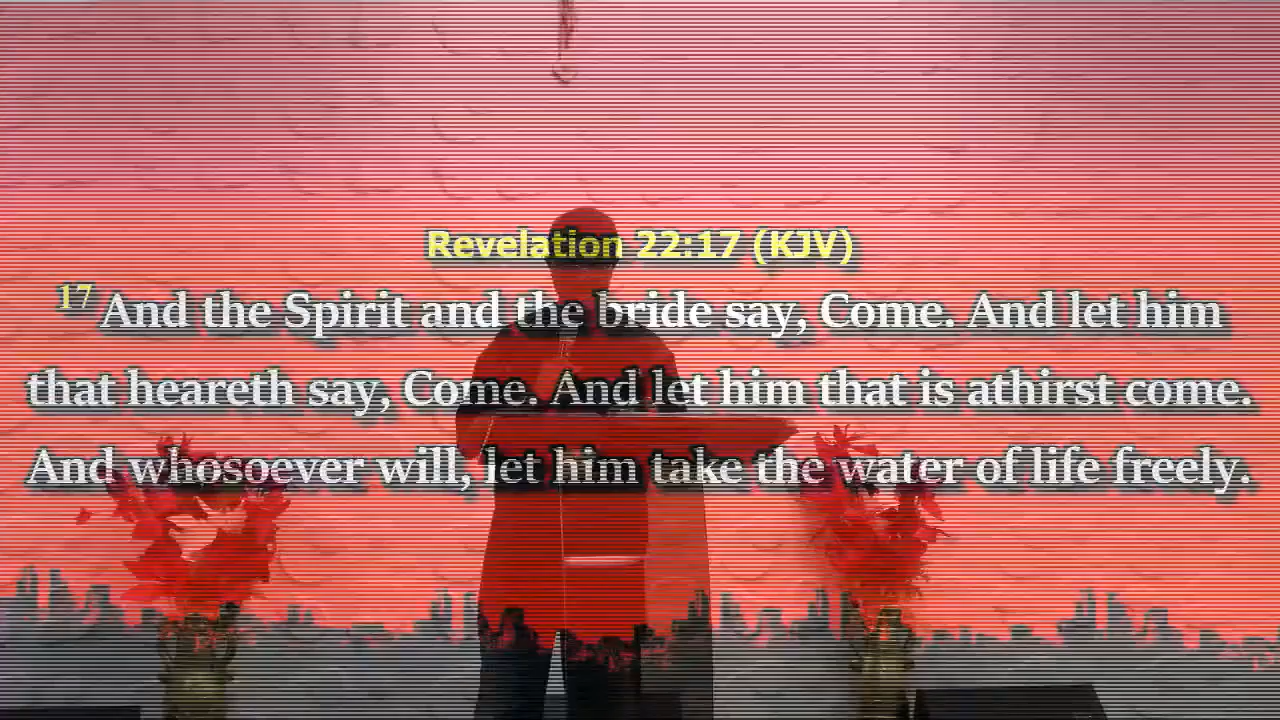 Revelation 22:17 (KJV)
17 And the Spirit and the bride say, Come. And let him
that heareth say, Come. And let him that is athirst come.
And whosoever will, let him take the water of life freely.